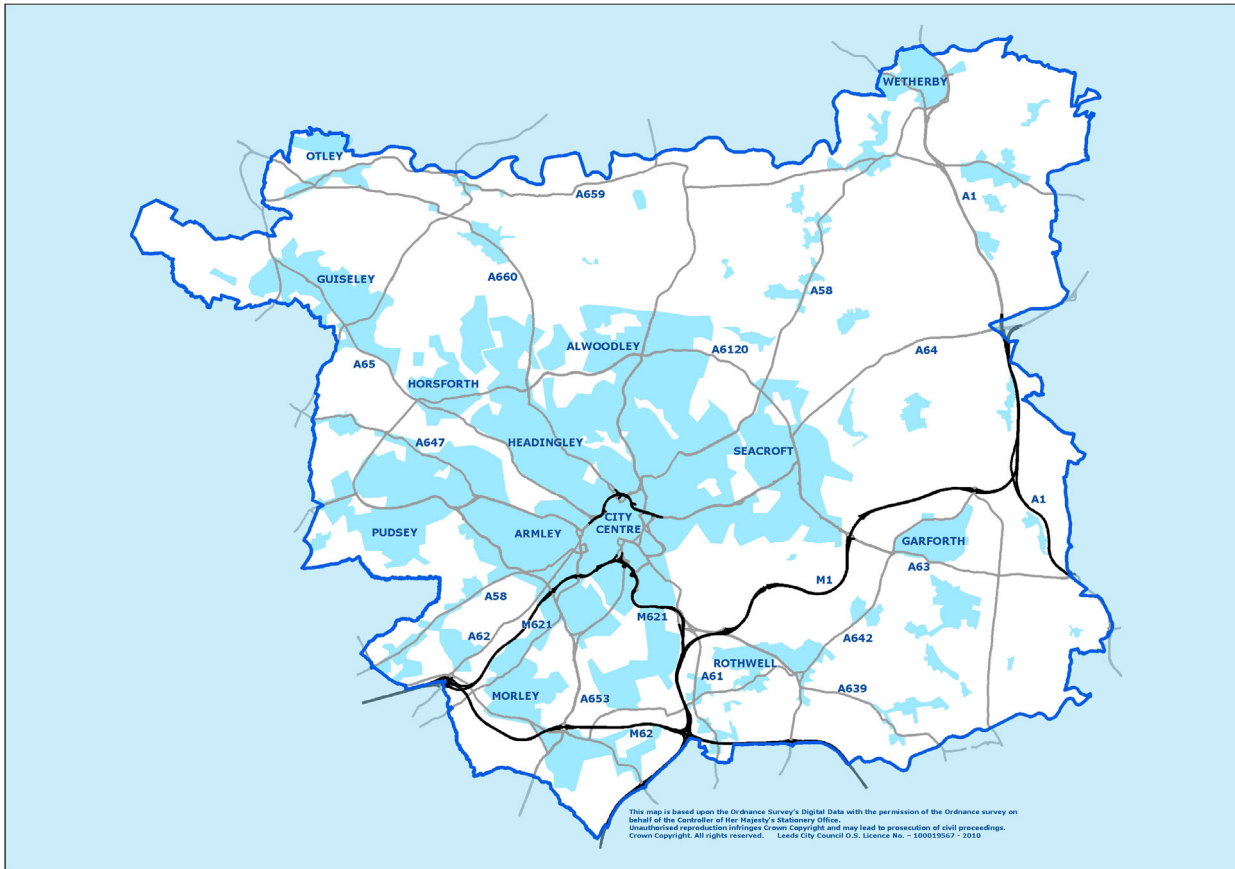 WETHERBY
OTLEY
A659
A1
GUISELEY
A660
A58
ALWOODLEY
A6120
A64
A65
HORSFORTH
A647
HEADINGLEY
SEACROFT
A1
CITY
CENTRE
PUDSEY
ARMLEY
GARFORTH
A63
M1
A58
M621
M621
A62
A642
ROTHWELL
A61
A639
MORLEY
A653
M62
This map is based upon the Ordnance Survey's Digital Data with the permission of the Ordnance survey on
behalf of the Controller of Her Majesty's Stationery Office.
Unauthorised reproduction infringes Crown Copyright and may lead to prosecution of civil proceedings.
Crown Copyright. All rights reserved. Leeds City Council O.S. Licence No. – 100019567 - 2010